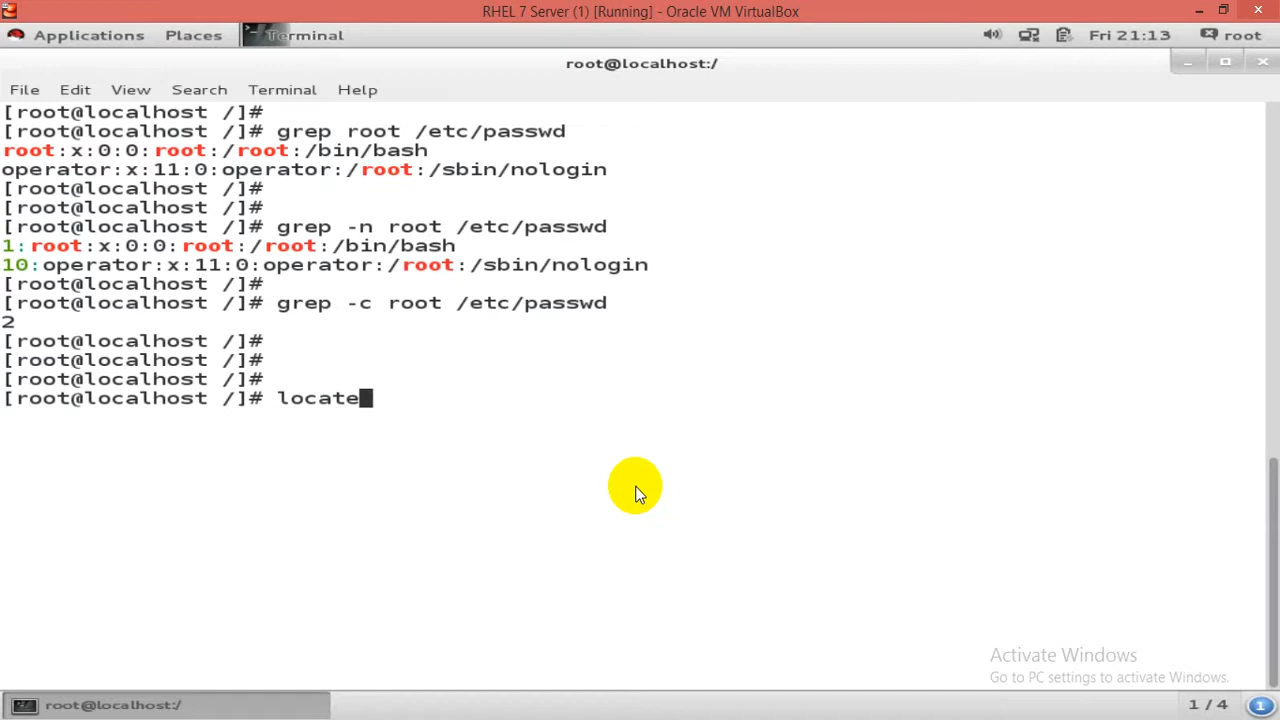 RHEL 7 Server (1) [Running] - Oracle VM VirtualBox
Applications Places Terminal Fri 21:13 root
root@localhost:/
File Edit View Search Terminal Help
[root@localhost /]#
[root@localhost /]# grep root /etc/passwd
root:x:0:0:root:/root:/bin/bash
operator:x:11:0:operator:/root:/sbin/nologin
[root@localhost /]#
[root@localhost /]#
[root@localhost /]# grep -n root /etc/passwd
1:root:x:0:0:root:/root:/bin/bash
10:operator:x:11:0:operator:/root:/sbin/nologin
[root@localhost /]#
[root@localhost /]# grep -c root /etc/passwd
2
[root@localhost /]#
[root@localhost /]#
[root@localhost /]#
[root@localhost /]# locate
Activate Windows
Go to PC settings to activate Windows.
root@localhost:/ 1 / 4 1